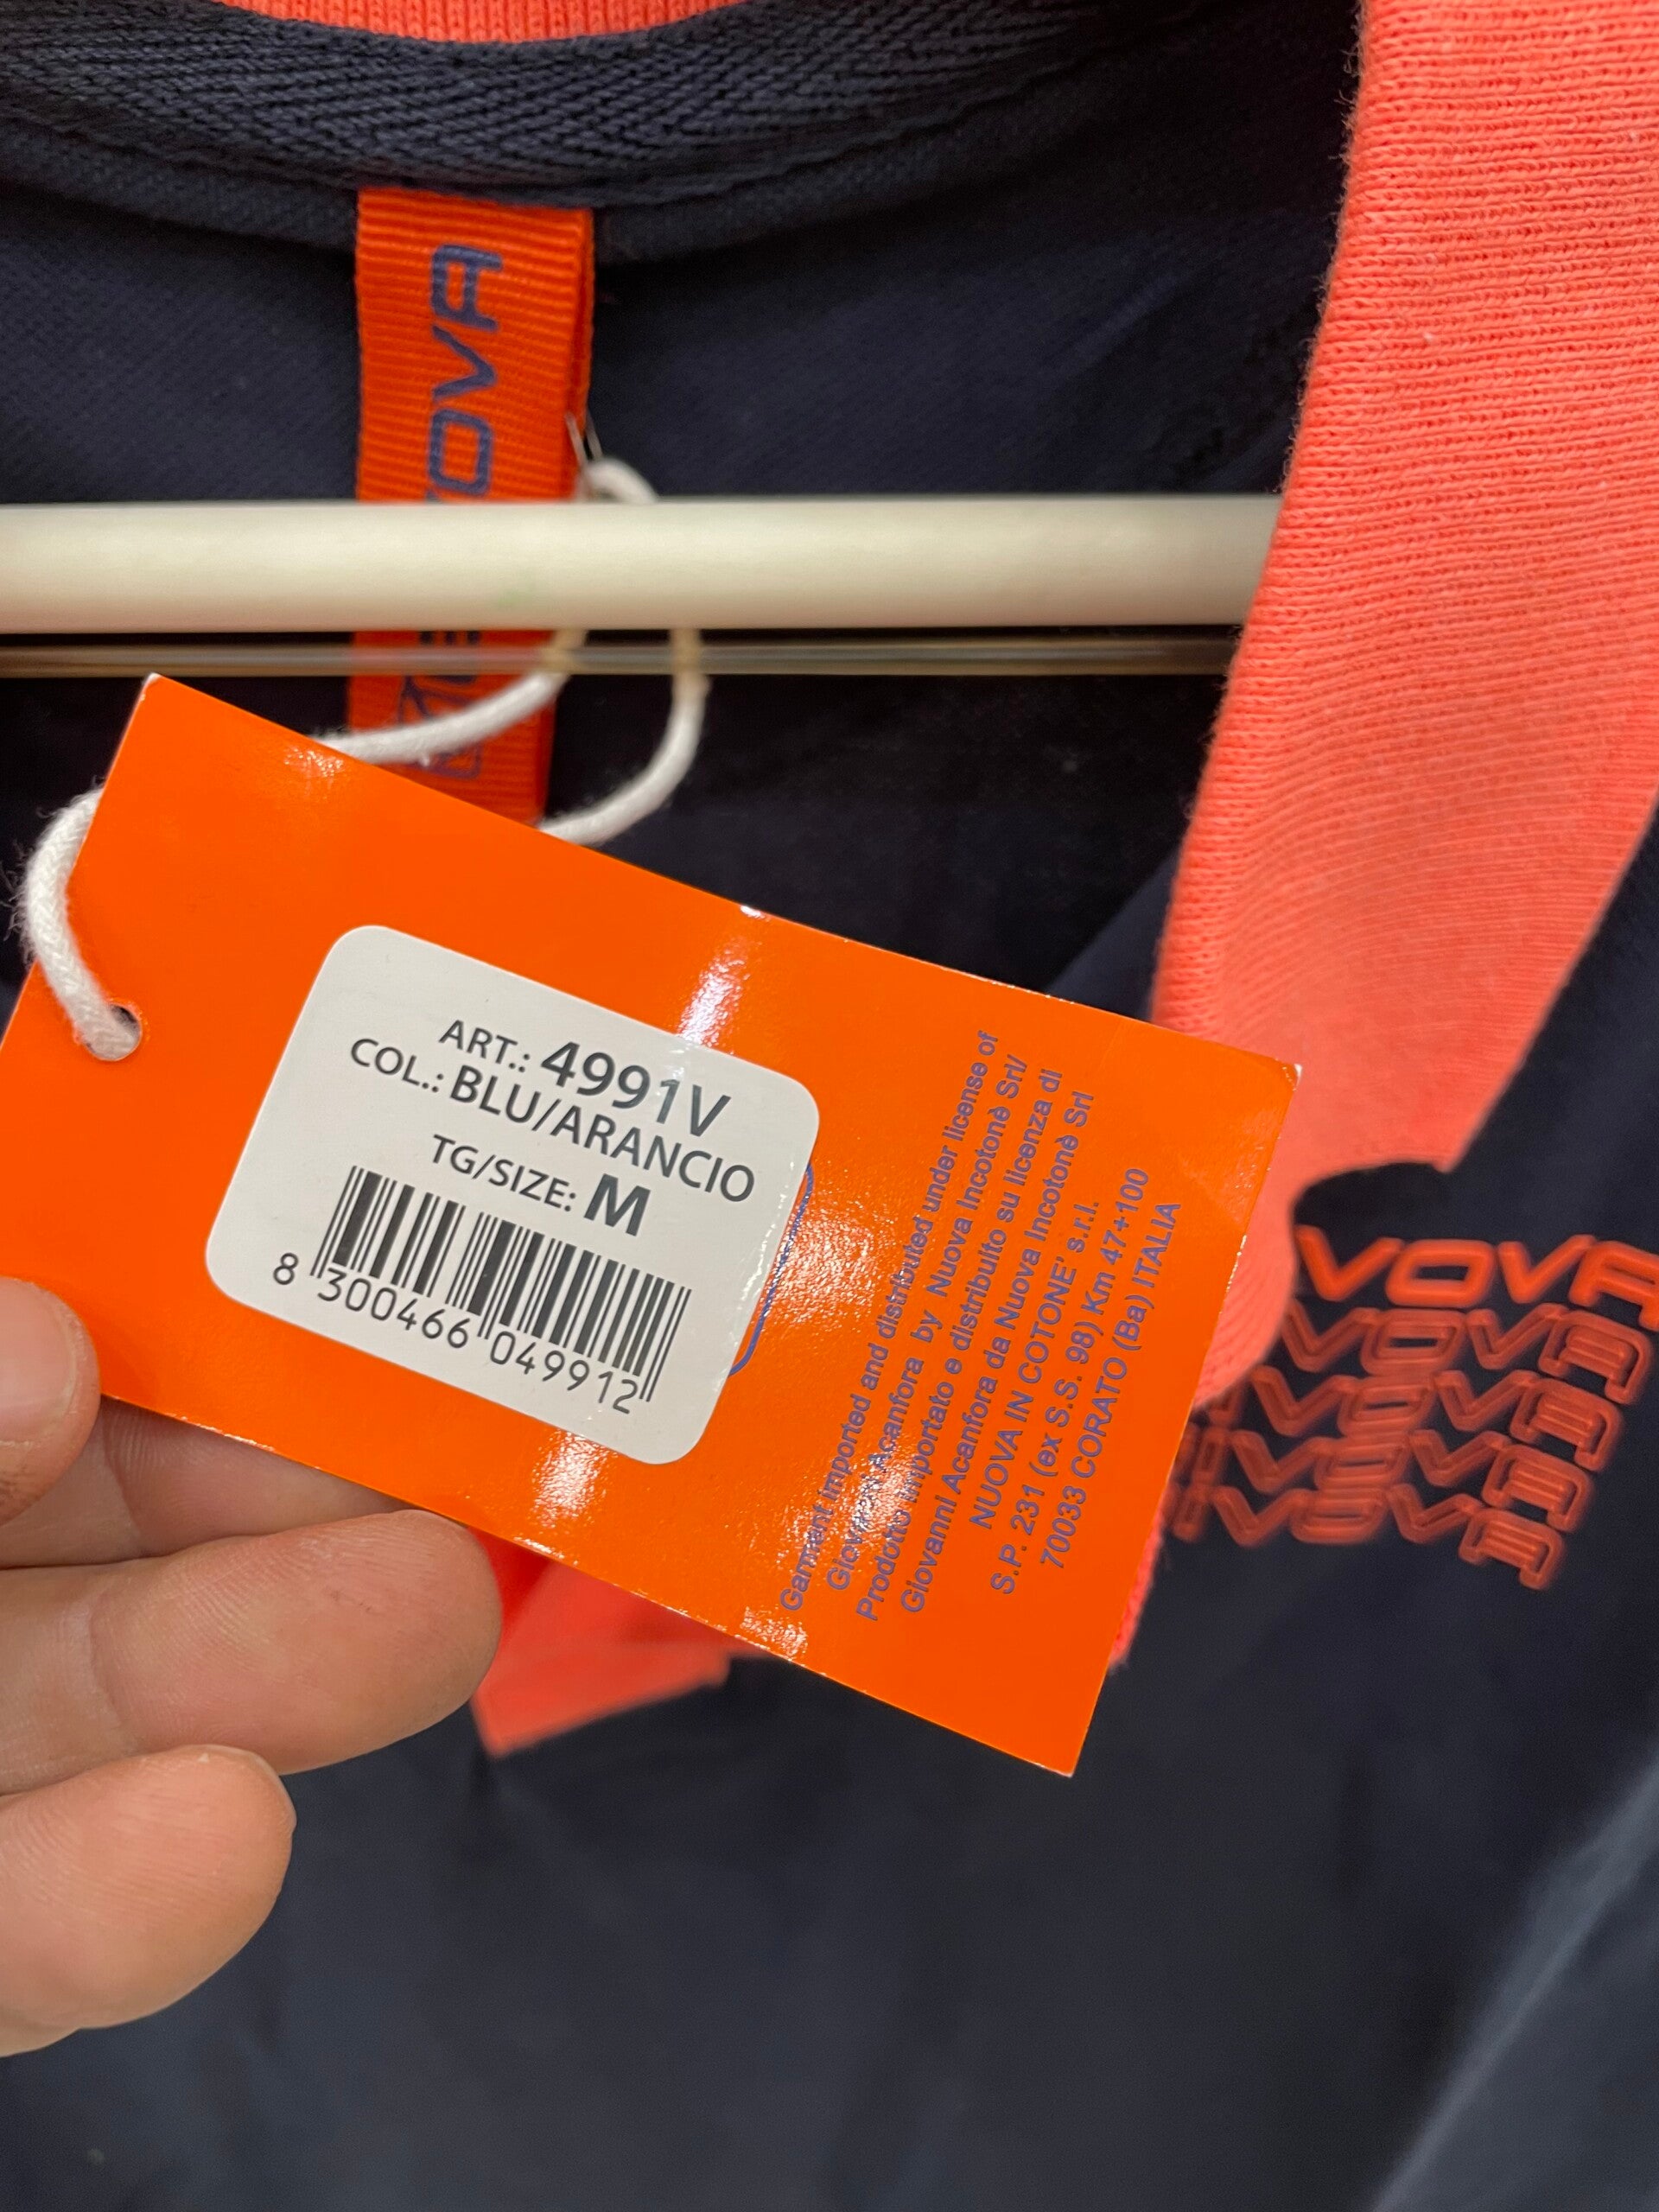 OVA
ART.: 4991V
COL.: BLU/ARANCIO
TG/SIZE: M
8 300466 049912
Garment imported and distributed under license of
Giovanni Acanfora by Nuova Incotonè Srl/
Prodotto importato e distribuito su licenza di
Giovanni Acanfora da Nuova Incotonè Srl
NUOVA IN COTONE' s.r.l.
S.P. 231 (ex S.S. 98) Km 47+100
70033 CORATO (Ba) ITALIA
VOVA